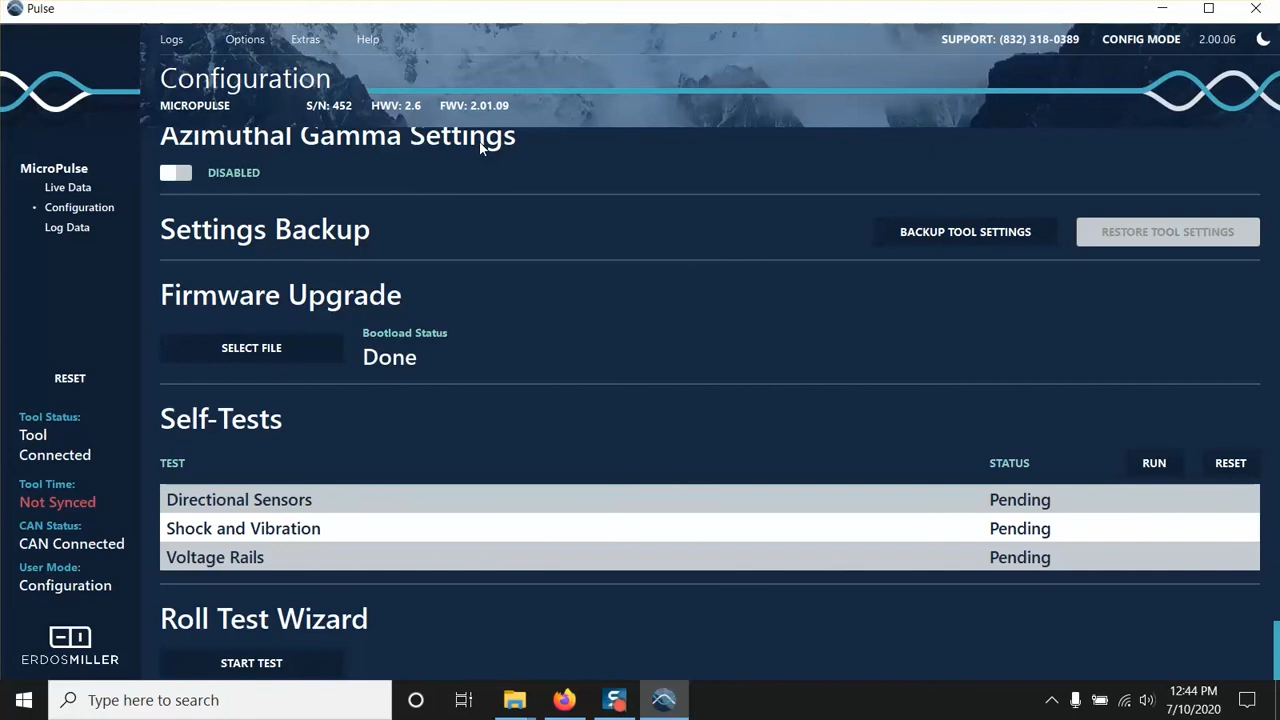 Pulse
Logs Options Extras Help SUPPORT: (832) 318-0389 CONFIG MODE 2.00.06
Configuration
MICROPULSE S/N: 452 HWV: 2.6 FWV: 2.01.09
Azimuthal Gamma Settings
DISABLED
Settings Backup BACKUP TOOL SETTINGS RESTORE TOOL SETTINGS
Firmware Upgrade
SELECT FILE
Bootload Status
Done
Self-Tests
TEST STATUS RUN RESET
Directional Sensors Pending
Shock and Vibration Pending
Voltage Rails Pending
Roll Test Wizard
START TEST
MicroPulse
Live Data
• Configuration
Log Data
RESET
Tool Status:
Tool
Connected
Tool Time:
Not Synced
CAN Status:
CAN Connected
User Mode:
Configuration
ERDOSMILLER
Type here to search
12:44 PM
7/10/2020